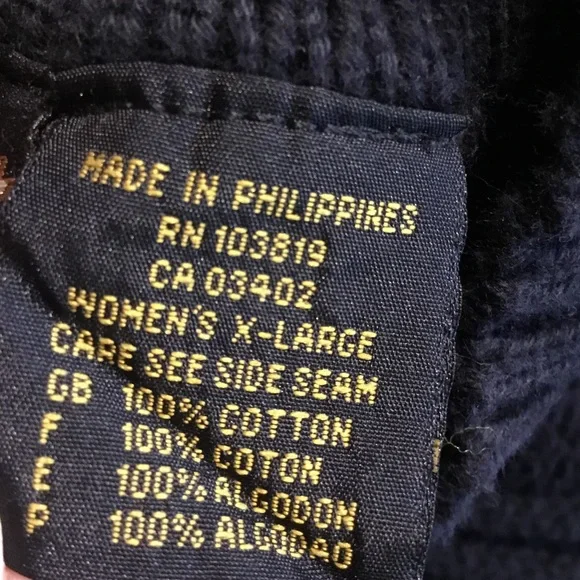 MADE IN PHILIPPINES
RN 103819
CA 03402
WOMEN'S X-LARGE
CARE SEE SIDE SEAM
GB 100% COTTON
F 100% COTON
E 100% ALGODON
P 100% ALGODAO